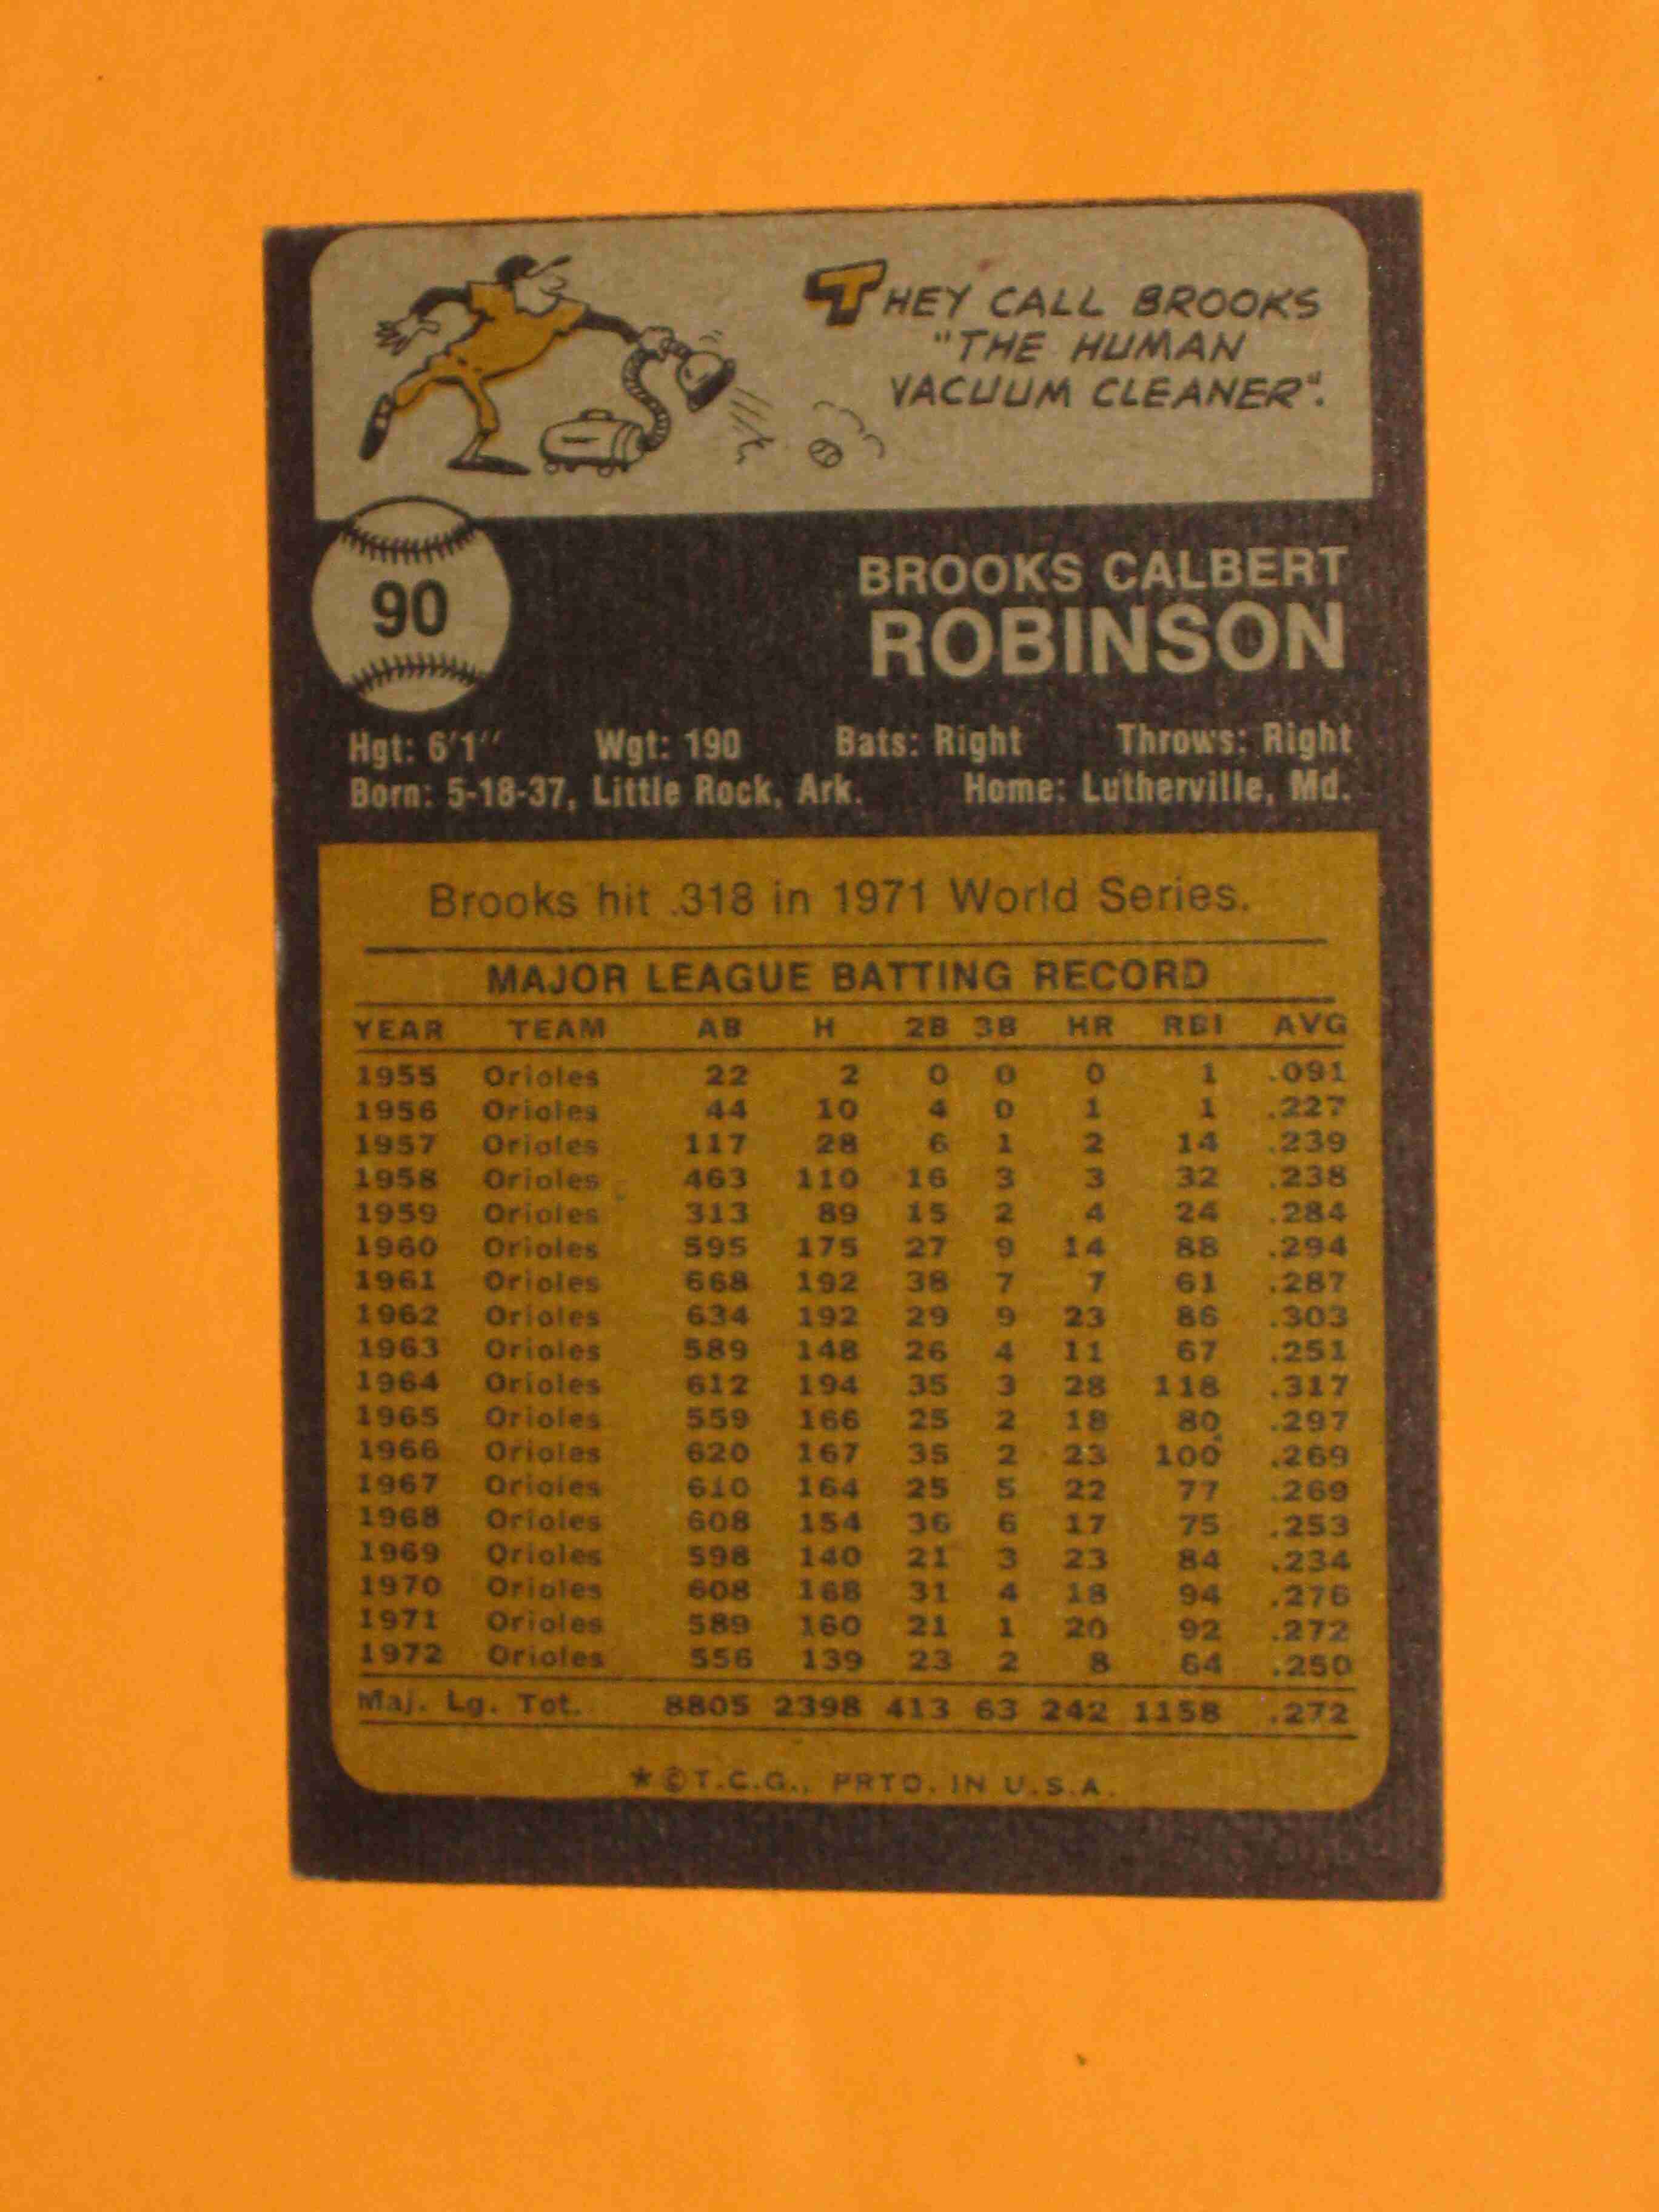 THEY CALL BROOKS
"THE HUMAN
VACUUM CLEANER".
90
BROOKS CALBERT
ROBINSON
Hgt: 6'1" Wgt: 190 Bats: Right Throws: Right
Born: 5-18-37, Little Rock, Ark. Home: Lutherville, Md.
Brooks hit .318 in 1971 World Series.
MAJOR LEAGUE BATTING RECORD
YEAR TEAM AB H 2B 3B HR RBI AVG
1955 Orioles 22 2 0 0 0 1 .091
1956 Orioles 44 10 4 0 1 1 .227
1957 Orioles 117 28 6 1 2 14 .239
1958 Orioles 463 110 16 3 3 32 .238
1959 Orioles 313 89 15 2 4 24 .284
1960 Orioles 595 175 27 9 14 88 .294
1961 Orioles 668 192 38 7 7 61 .287
1962 Orioles 634 192 29 9 23 86 .303
1963 Orioles 589 148 26 4 11 67 .251
1964 Orioles 612 194 35 3 28 118 .317
1965 Orioles 559 166 25 2 18 80 .297
1966 Orioles 620 167 35 2 23 100 .269
1967 Orioles 610 164 25 5 22 77 .269
1968 Orioles 608 154 36 6 17 75 .253
1969 Orioles 598 140 21 3 23 84 .234
1970 Orioles 608 168 31 4 18 94 .276
1971 Orioles 589 160 21 1 20 92 .272
1972 Orioles 556 139 23 2 8 64 .250
Maj. Lg. Tot. 8805 2398 413 63 242 1158 .272
*©T.C.G., PRTD. IN U.S.A.